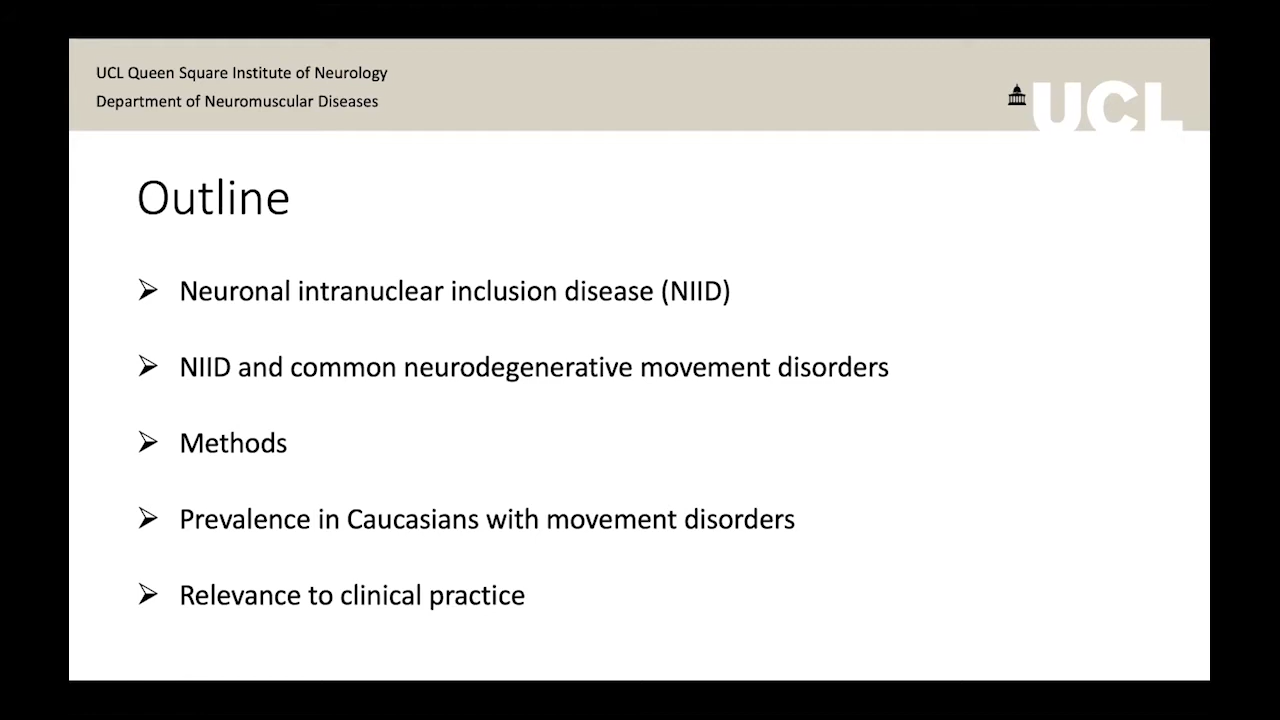 UCL Queen Square Institute of Neurology
Department of Neuromuscular Diseases
UCL
Outline
➢ Neuronal intranuclear inclusion disease (NIID)
➢ NIID and common neurodegenerative movement disorders
➢ Methods
➢ Prevalence in Caucasians with movement disorders
➢ Relevance to clinical practice